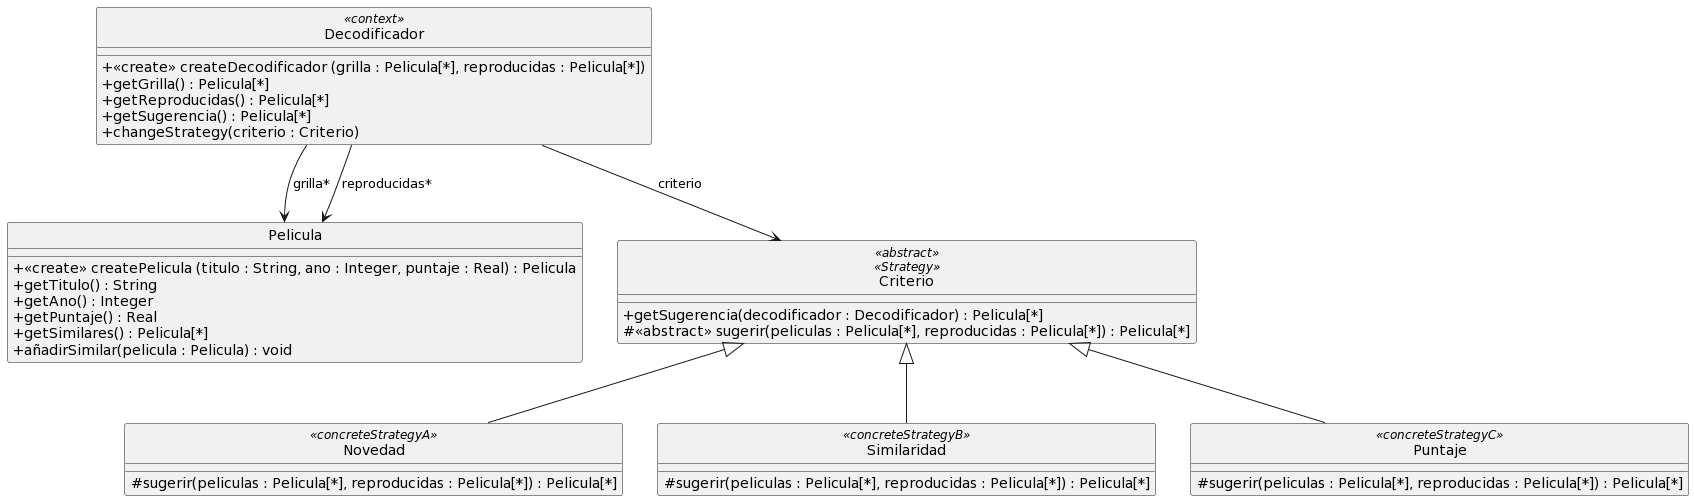 «context»
Decodificador
+«create» createDecodificador (grilla : Pelicula[*], reproducidas : Pelicula[*])
+getGrilla() : Pelicula[*]
+getReproducidas() : Pelicula[*]
+getSugerencia() : Pelicula[*]
+changeStrategy(criterio : Criterio)
grilla*
reproducidas*
criterio
Pelicula
+«create» createPelicula (titulo : String, ano : Integer, puntaje : Real) : Pelicula
+getTitulo() : String
+getAno() : Integer
+getPuntaje() : Real
+getSimilares() : Pelicula[*]
+añadirSimilar(pelicula : Pelicula) : void
«abstract»
«Strategy»
Criterio
+getSugerencia(decodificador : Decodificador) : Pelicula[*]
#«abstract» sugerir(peliculas : Pelicula[*], reproducidas : Pelicula[*]) : Pelicula[*]
«concreteStrategyA»
Novedad
#sugerir(peliculas : Pelicula[*], reproducidas : Pelicula[*]) : Pelicula[*]
«concreteStrategyB»
Similaridad
#sugerir(peliculas : Pelicula[*], reproducidas : Pelicula[*]) : Pelicula[*]
«concreteStrategyC»
Puntaje
#sugerir(peliculas : Pelicula[*], reproducidas : Pelicula[*]) : Pelicula[*]